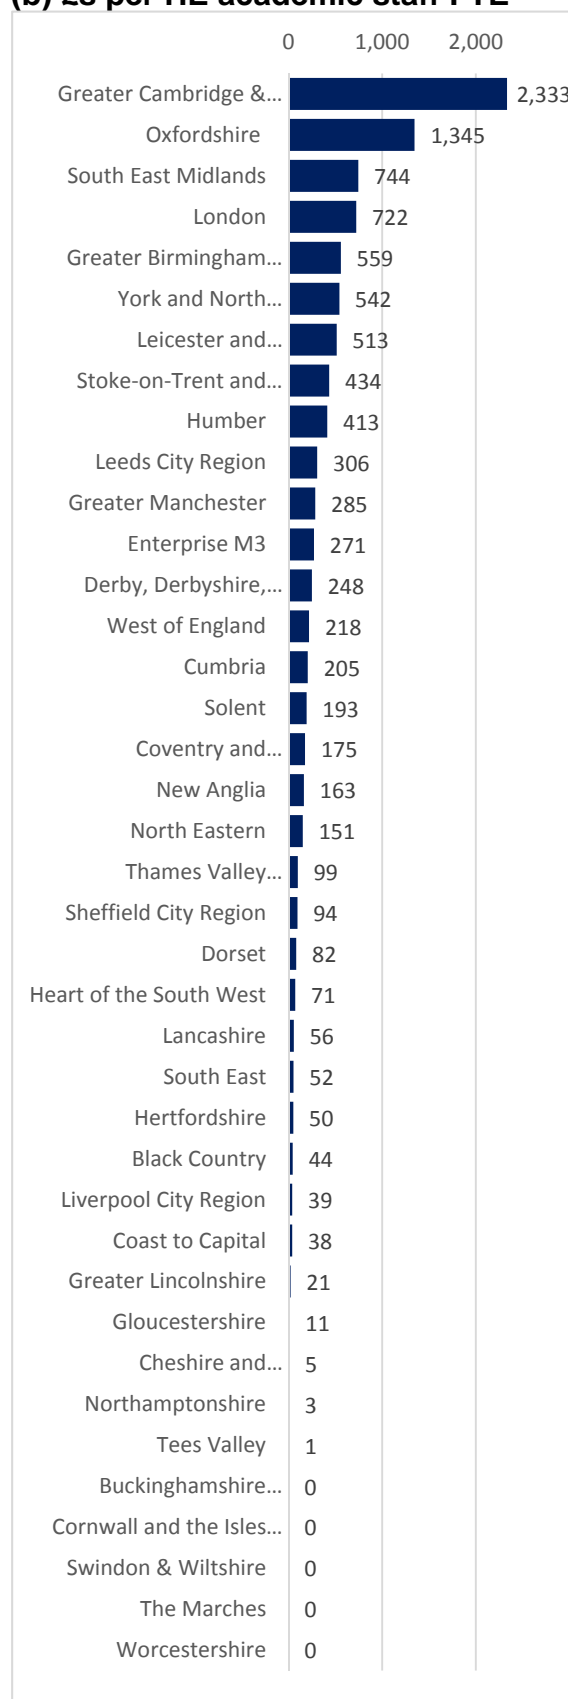 (b) £s per HE academic staff FTE
0 1,000 2,000
Greater Cambridge &... 2,333
Oxfordshire 1,345
South East Midlands 744
London 722
Greater Birmingham... 559
York and North... 542
Leicester and... 513
Stoke-on-Trent and... 434
Humber 413
Leeds City Region 306
Greater Manchester 285
Enterprise M3 271
Derby, Derbyshire,... 248
West of England 218
Cumbria 205
Solent 193
Coventry and... 175
New Anglia 163
North Eastern 151
Thames Valley... 99
Sheffield City Region 94
Dorset 82
Heart of the South West 71
Lancashire 56
South East 52
Hertfordshire 50
Black Country 44
Liverpool City Region 39
Coast to Capital 38
Greater Lincolnshire 21
Gloucestershire 11
Cheshire and... 5
Northamptonshire 3
Tees Valley 1
Buckinghamshire... 0
Cornwall and the Isles... 0
Swindon & Wiltshire 0
The Marches 0
Worcestershire 0